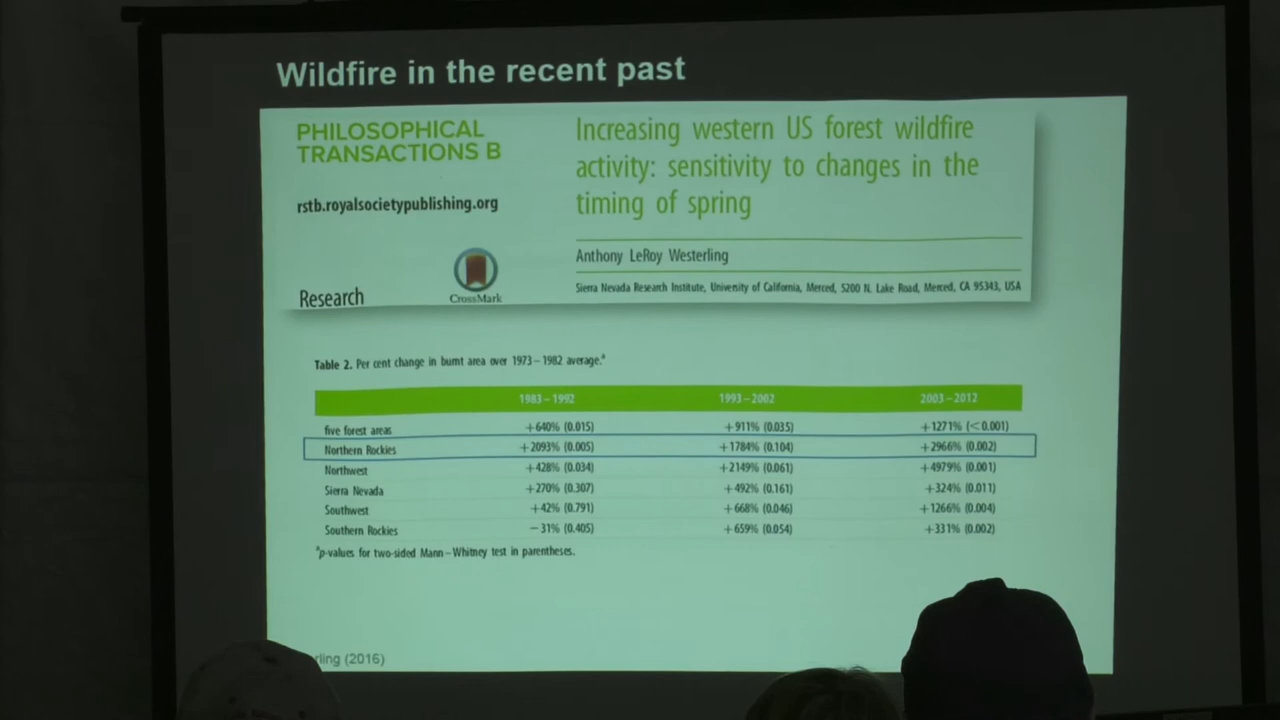 Wildfire in the recent past
PHILOSOPHICAL
TRANSACTIONS B
rstb.royalsocietypublishing.org
Research
CrossMark
Increasing western US forest wildfire
activity: sensitivity to changes in the
timing of spring
Anthony LeRoy Westerling
Sierra Nevada Research Institute, University of California, Merced, 5200 N. Lake Road, Merced, CA 95343, USA
Table 2. Per cent change in burnt area over 1973–1982 average.a
1983–1992 1993–2002 2003–2012
five forest areas +640% (0.015) +911% (0.035) +1271% (<0.001)
Northern Rockies +2093% (0.005) +1784% (0.104) +2966% (0.002)
Northwest +428% (0.034) +2149% (0.061) +4979% (0.001)
Sierra Nevada +270% (0.307) +492% (0.161) +324% (0.011)
Southwest +42% (0.791) +668% (0.046) +1266% (0.004)
Southern Rockies −31% (0.405) +659% (0.054) +331% (0.002)
ap-values for two-sided Mann–Whitney test in parentheses.
rling (2016)